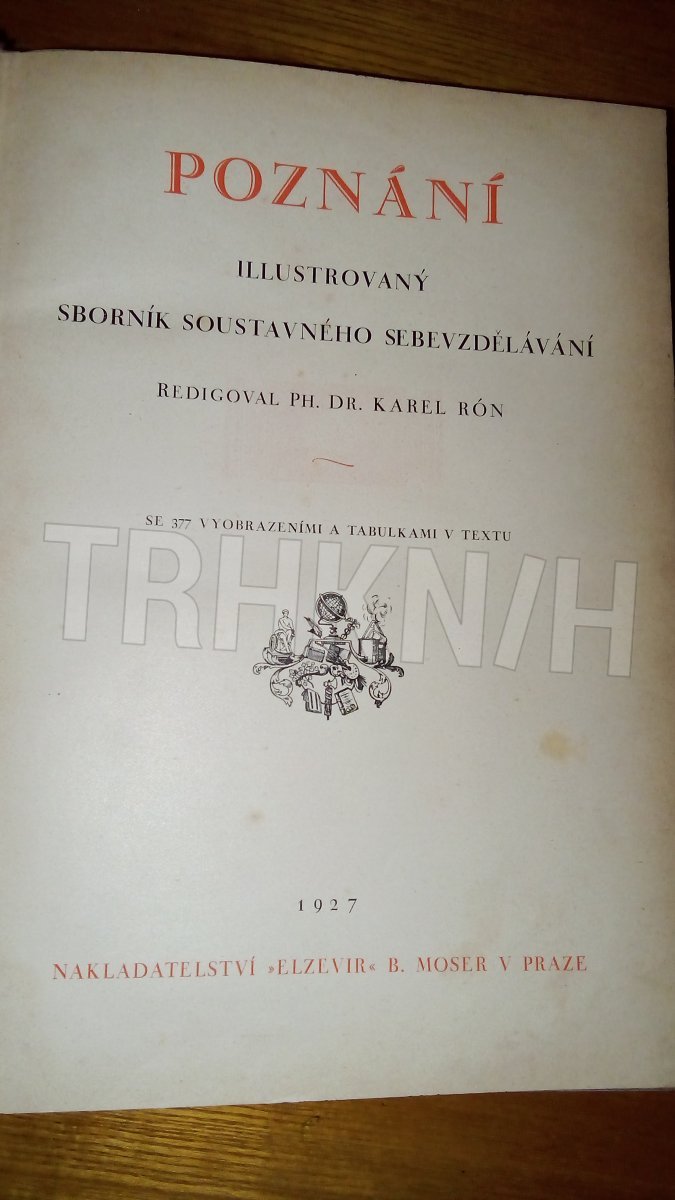 POZNÁNÍ
ILLUSTROVANÝ
SBORNÍK SOUSTAVNÉHO SEBEVZDĚLÁVÁNÍ
REDIGOVAL PH. DR. KAREL RÓN
SE 377 VYOBRAZENÍMI A TABULKAMI V TEXTU
TRHKN/H
1927
NAKLADATELSTVÍ »ELZEVIR« B. MOSER V PRAZE